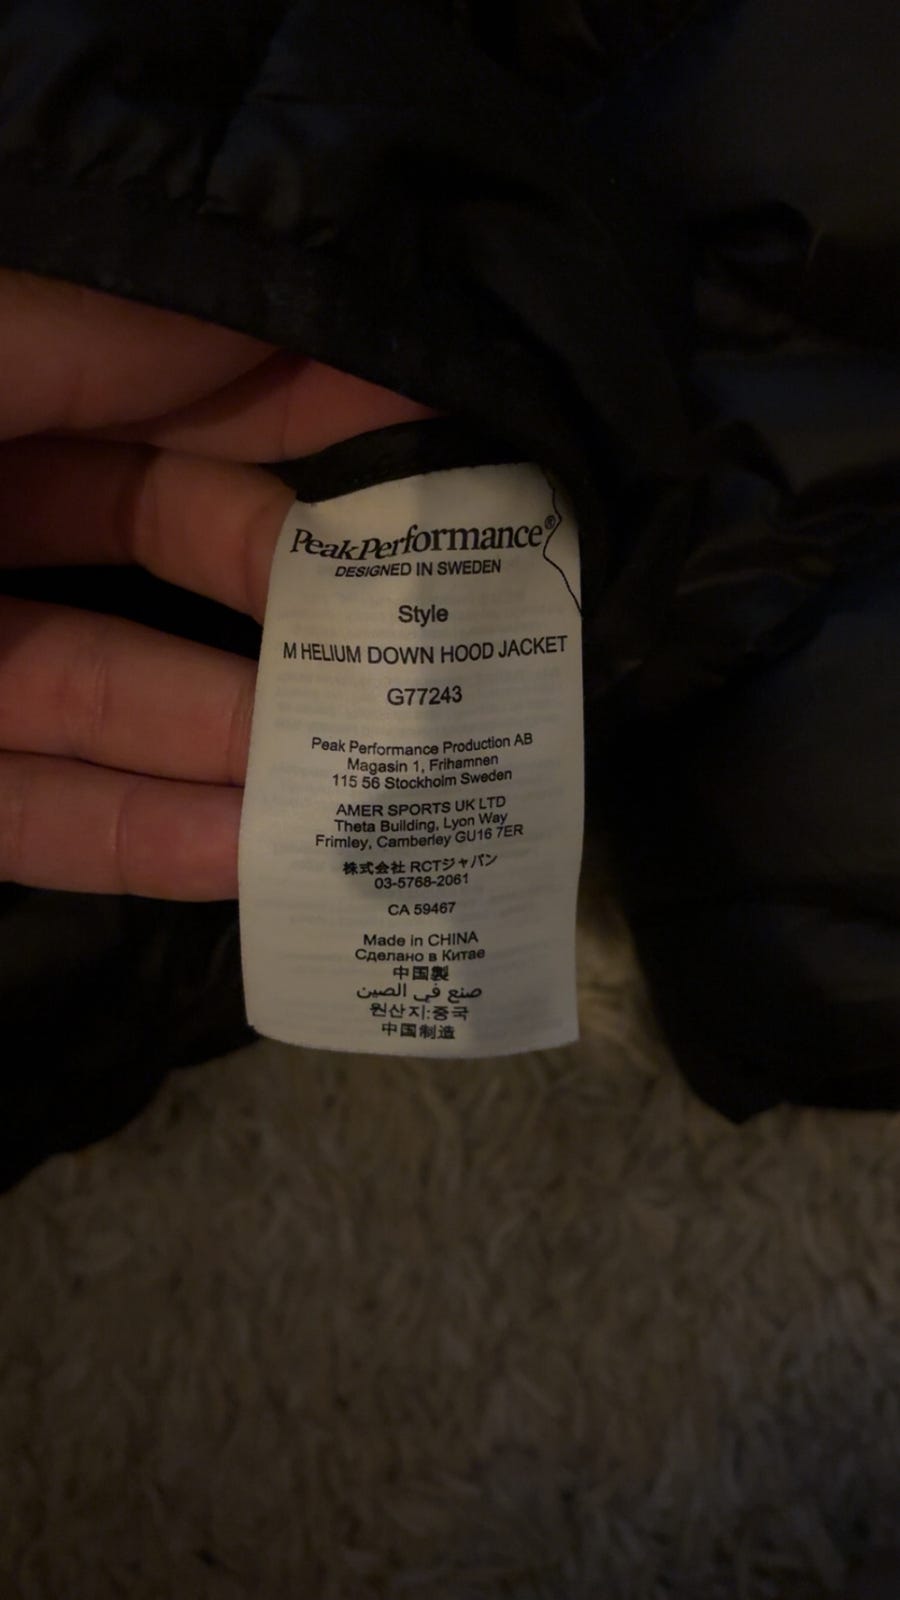 PeakPerformance®
DESIGNED IN SWEDEN
Style
M HELIUM DOWN HOOD JACKET
G77243
Peak Performance Production AB
Magasin 1, Frihamnen
115 56 Stockholm Sweden
AMER SPORTS UK LTD
Theta Building, Lyon Way
Frimley, Camberley GU16 7ER
株式会社 RCTジャパン
03-5768-2061
CA 59467
Made in CHINA
Сделано в Китае
中国製
صنع في الصين
원산지:중국
中国制造